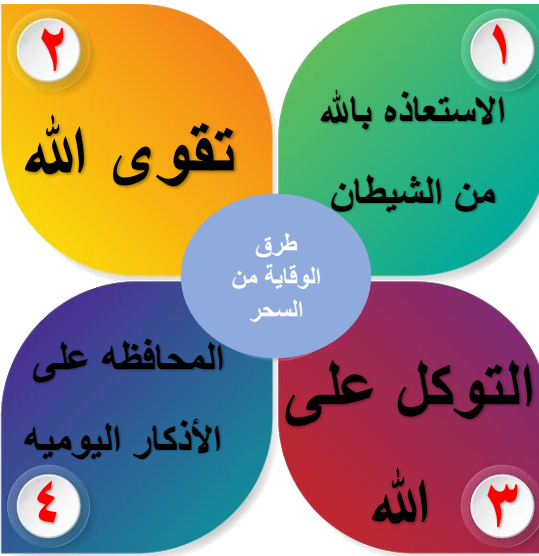 ١
الاستعاذه بالله
من الشيطان
٢
تقوى الله
طرق
الوقاية من
السحر
التوكل على
الله
٣
المحافظه على
الأذكار اليوميه
٤